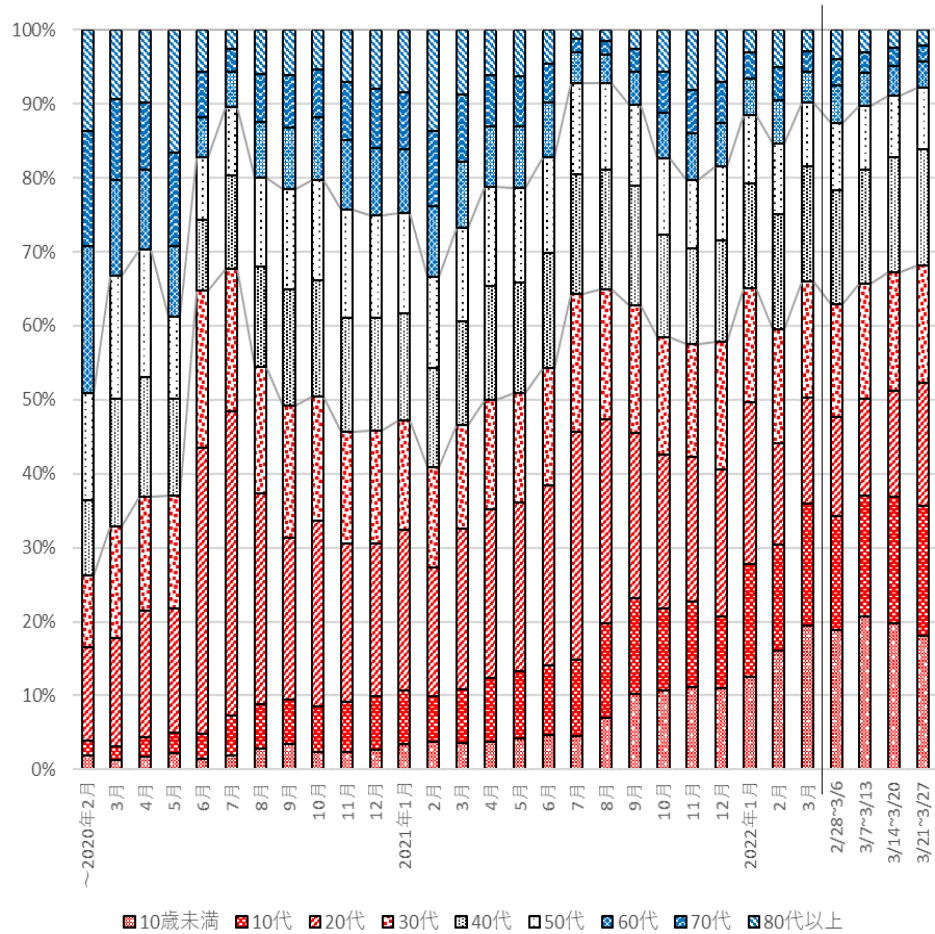 100%
90%
80%
70%
60%
50%
40%
30%
20%
10%
0%
～2020年2月
3月
4月
5月
6月
7月
8月
9月
10月
11月
12月
2021年1月
2月
3月
4月
5月
6月
7月
8月
9月
10月
11月
12月
2022年1月
2月
3月
2/28~3/6
3/7~3/13
3/14~3/20
3/21~3/27
10歳未満 10代 20代 30代 40代 50代 60代 70代 80代以上